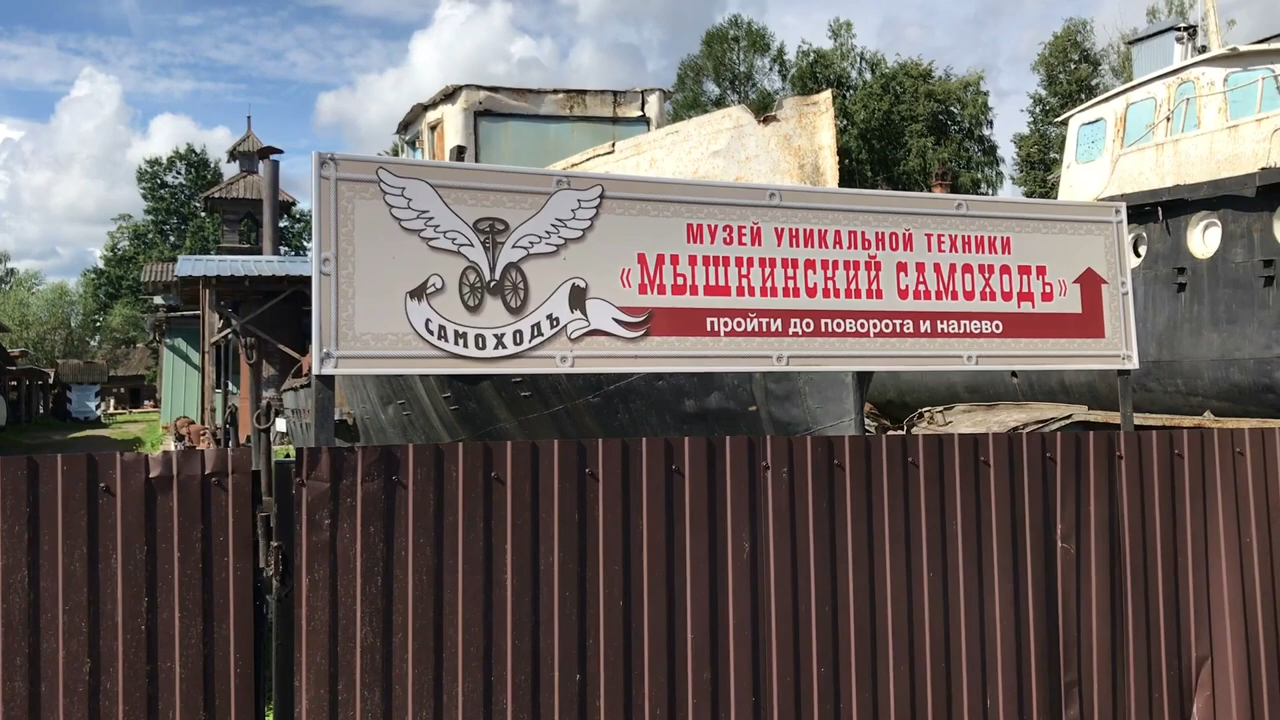 САМОХОДЪ
МУЗЕЙ УНИКАЛЬНОЙ ТЕХНИКИ
«МЫШКИНСКИЙ САМОХОДЪ»
пройти до поворота и налево